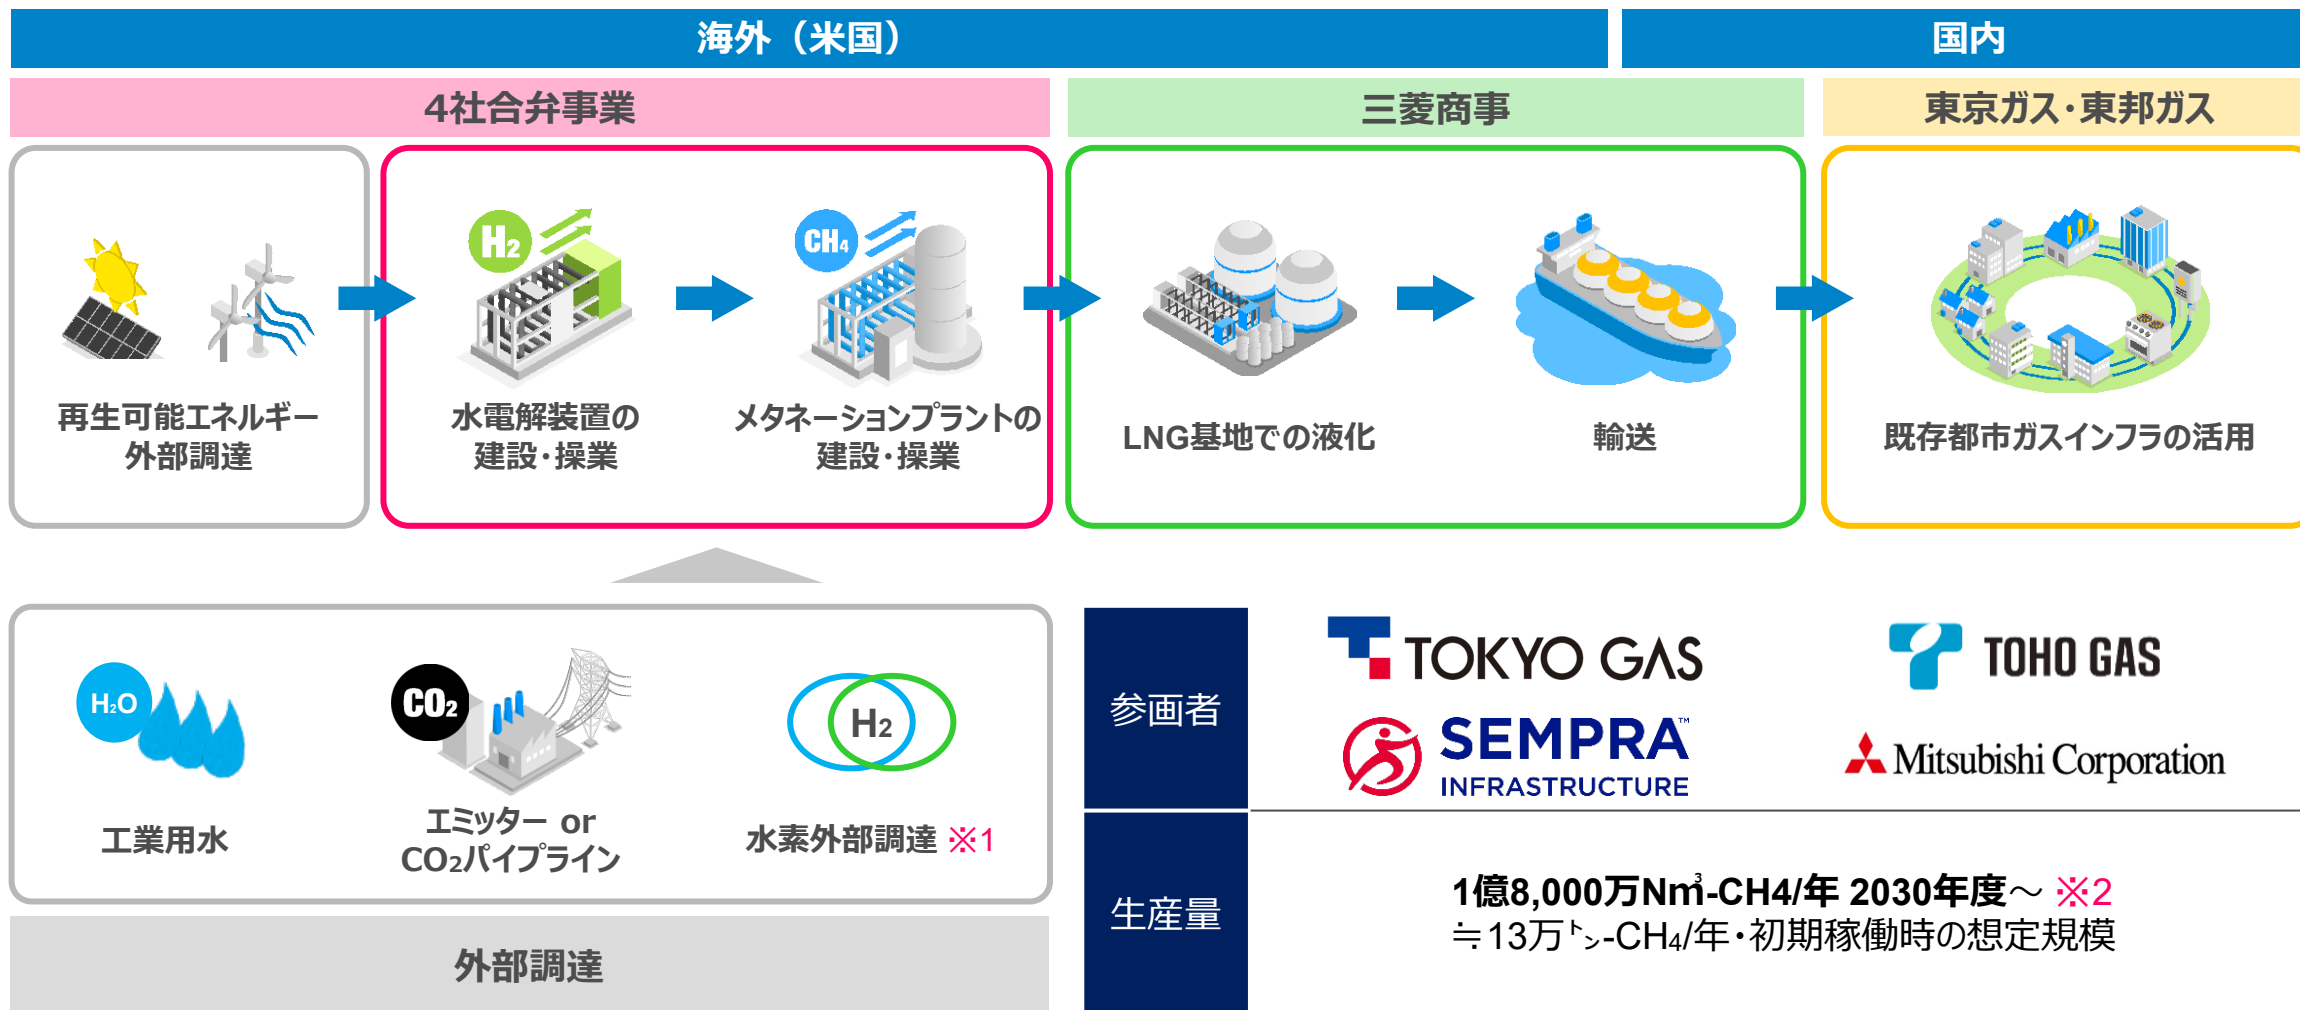 海外（米国）
国内
4社合弁事業
三菱商事
東京ガス・東邦ガス
H2
CH4
再生可能エネルギー
外部調達
水電解装置の
建設・操業
メタネーションプラントの
建設・操業
LNG基地での液化
輸送
既存都市ガスインフラの活用
H2O
CO2
H2
工業用水
エミッター or
CO2パイプライン
水素外部調達 ※1
外部調達
参画者
TOKYO GAS
TOHO GAS
SEMPRA™
INFRASTRUCTURE
Mitsubishi Corporation
生産量
1億8,000万N㎥-CH4/年 2030年度～ ※2
≒13万㌧-CH4/年・初期稼働時の想定規模